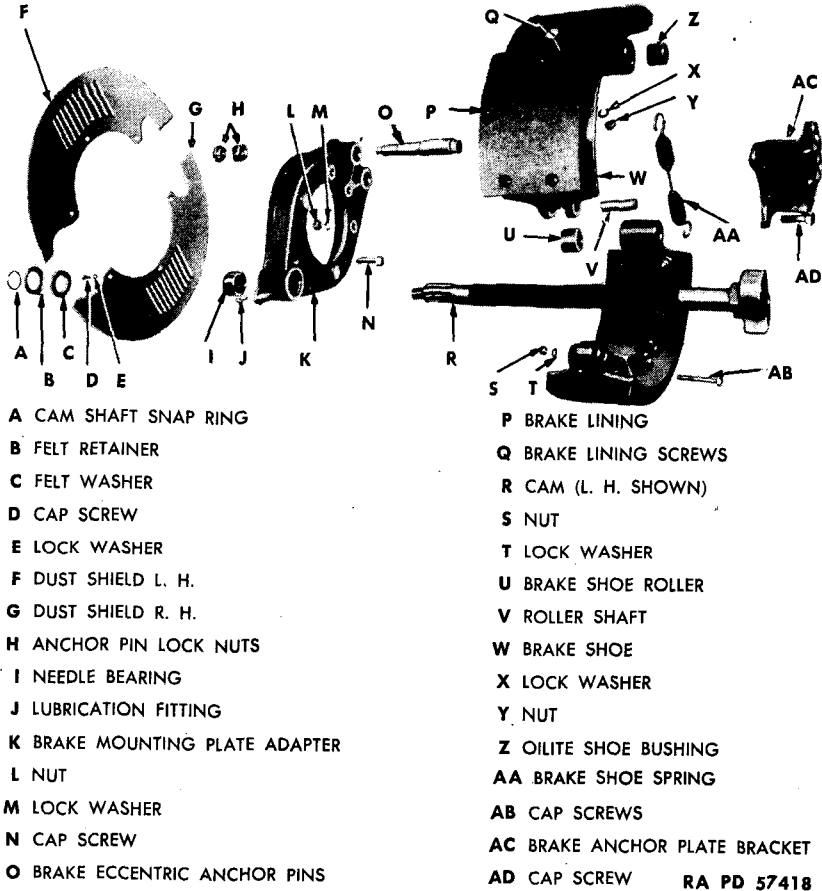 F
Q
Z
X
Y
AC
G
H
L
M
O
P
W
U
V
AA
AD
N
A
B
C
D
E
I
J
K
R
S
T
AB
A CAM SHAFT SNAP RING
B FELT RETAINER
C FELT WASHER
D CAP SCREW
E LOCK WASHER
F DUST SHIELD L. H.
G DUST SHIELD R. H.
H ANCHOR PIN LOCK NUTS
I NEEDLE BEARING
J LUBRICATION FITTING
K BRAKE MOUNTING PLATE ADAPTER
L NUT
M LOCK WASHER
N CAP SCREW
O BRAKE ECCENTRIC ANCHOR PINS
P BRAKE LINING
Q BRAKE LINING SCREWS
R CAM (L. H. SHOWN)
S NUT
T LOCK WASHER
U BRAKE SHOE ROLLER
V ROLLER SHAFT
W BRAKE SHOE
X LOCK WASHER
Y NUT
Z OILITE SHOE BUSHING
AA BRAKE SHOE SPRING
AB CAP SCREWS
AC BRAKE ANCHOR PLATE BRACKET
AD CAP SCREW
RA PD 57418